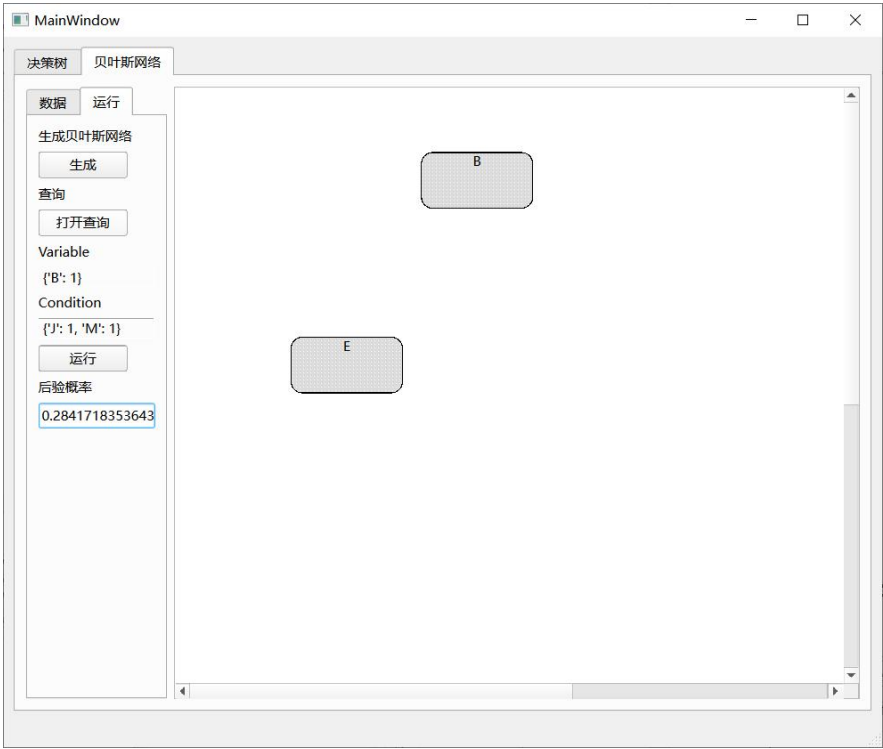 MainWindow
决策树 贝叶斯网络
数据 运行
生成贝叶斯网络
生成
查询
打开查询
Variable
{'B': 1}
Condition
{'J': 1, 'M': 1}
运行
后验概率
0.2841718353643
B
E